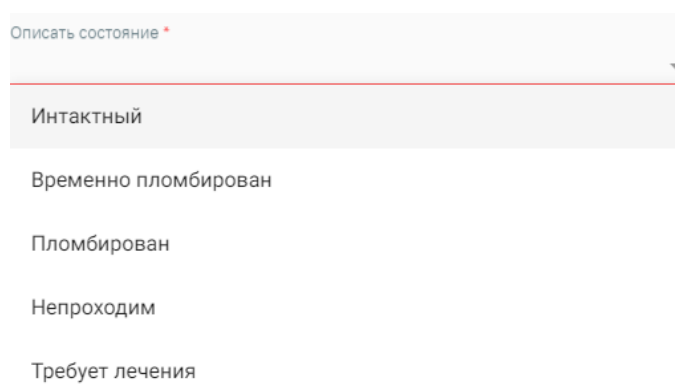 Описать состояние *
Интактный
Временно пломбирован
Пломбирован
Непроходим
Требует лечения